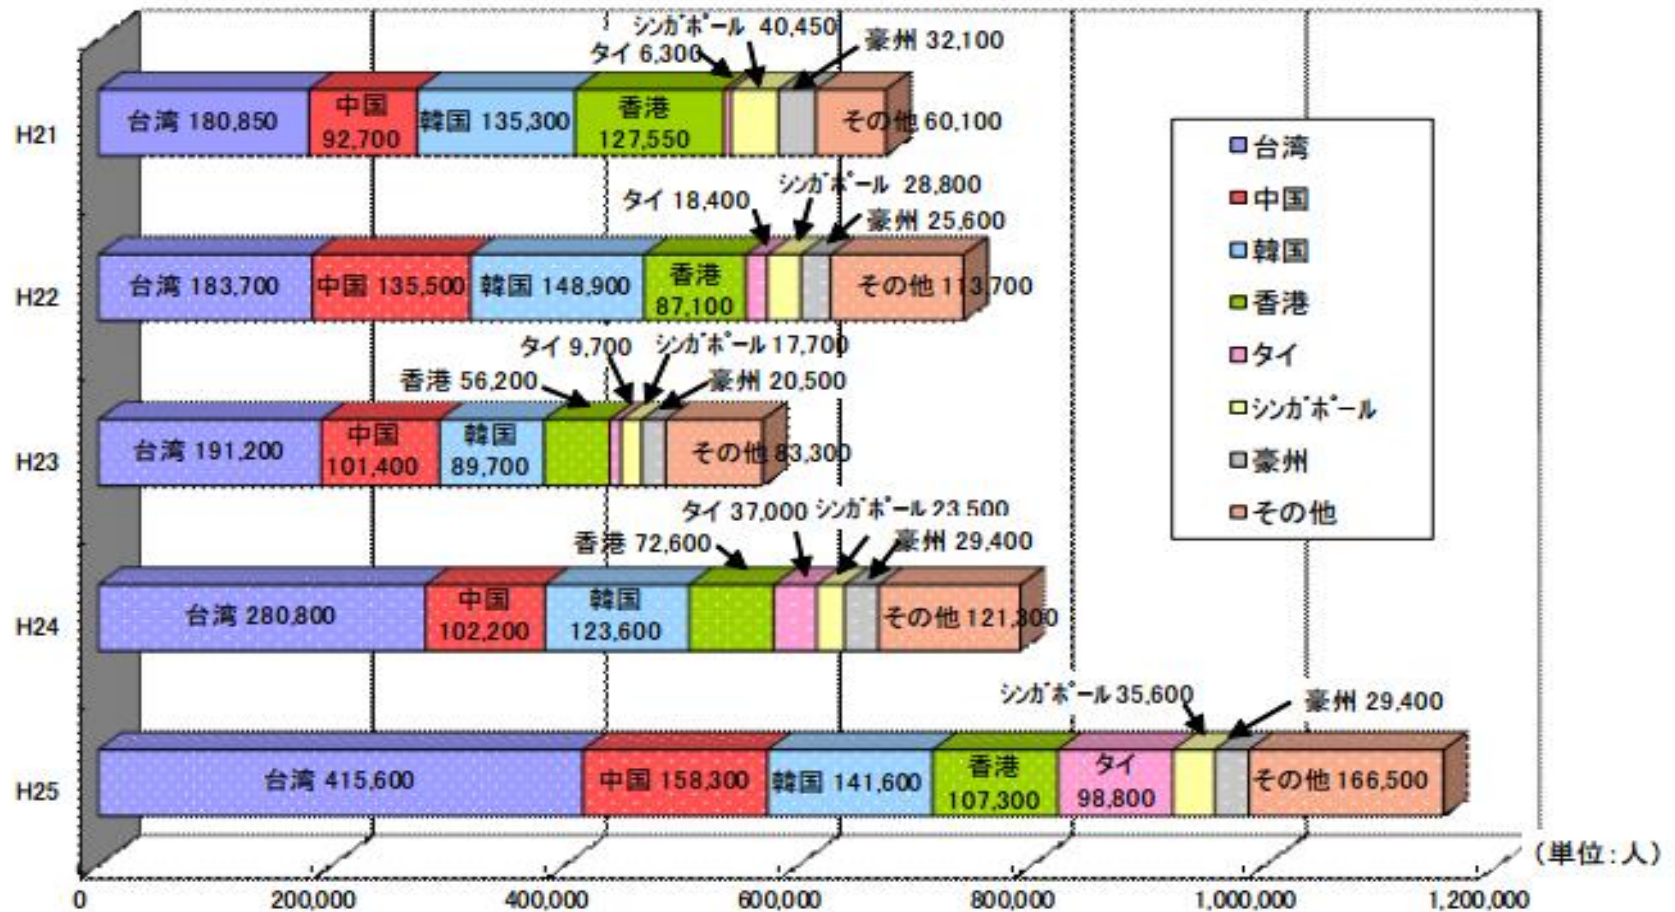 シンガポール 40,450
タイ 6,300
豪州 32,100
H21
台湾 180,850
中国
92,700
韓国 135,300
香港
127,550
その他 60,100
タイ 18,400
シンガポール 28,800
豪州 25,600
H22
台湾 183,700
中国 135,500
韓国 148,900
香港
87,100
その他 113,700
タイ 9,700
シンガポール 17,700
香港 56,200
豪州 20,500
H23
台湾 191,200
中国
101,400
韓国
89,700
その他 83,300
タイ 37,000
シンガポール 23,500
香港 72,600
豪州 29,400
H24
台湾 280,800
中国
102,200
韓国
123,600
その他 121,300
シンガポール 35,600
豪州 29,400
H25
台湾 415,600
中国 158,300
韓国 141,600
香港
107,300
タイ
98,800
その他 166,500
台湾
中国
韓国
香港
タイ
シンガポール
豪州
その他
(単位:人)
0
200,000
400,000
600,000
800,000
1,000,000
1,200,000